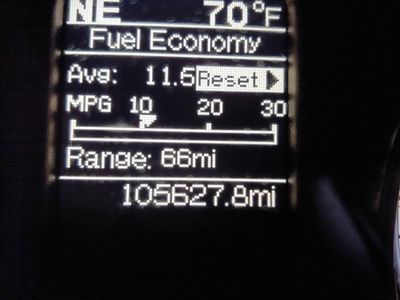 NE 70°F
Fuel Economy
Avg: 11.5 Reset
MPG 10 20 30
Range: 66mi
105627.8mi